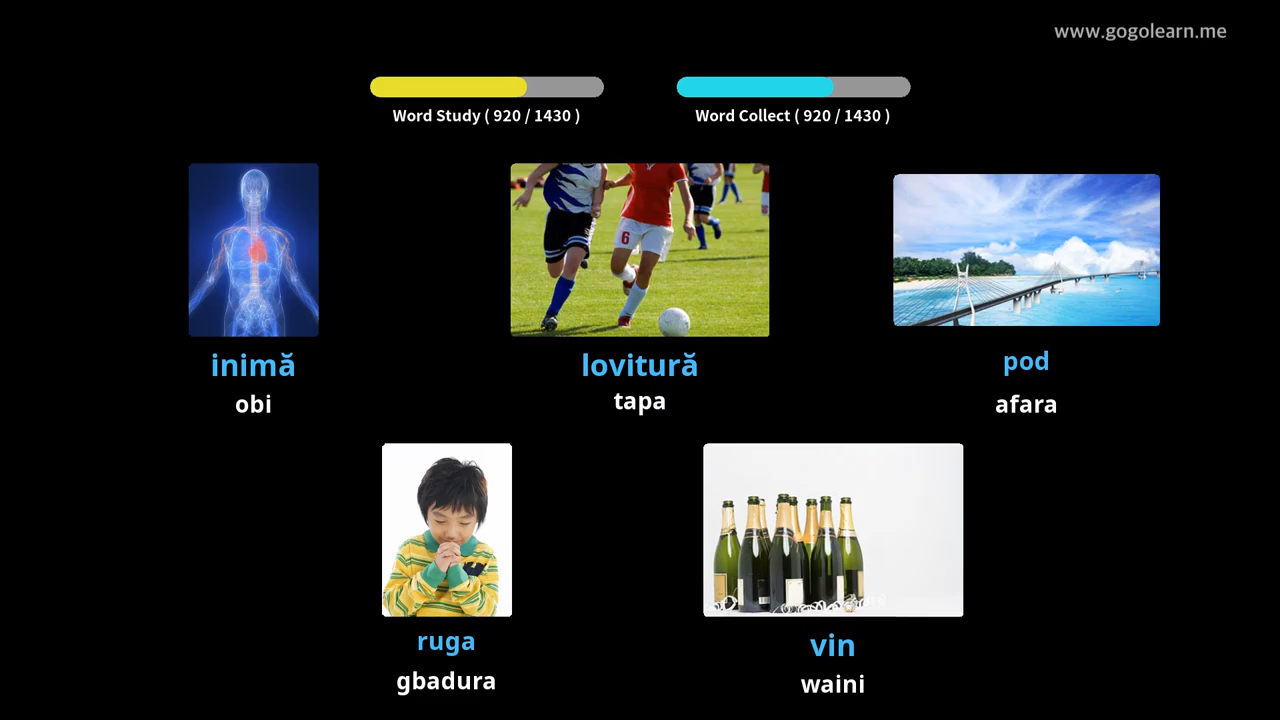 www.gogolearn.me
Word Study ( 920 / 1430 )
Word Collect ( 920 / 1430 )
inimă
obi
lovitură
tapa
pod
afara
ruga
gbadura
vin
waini